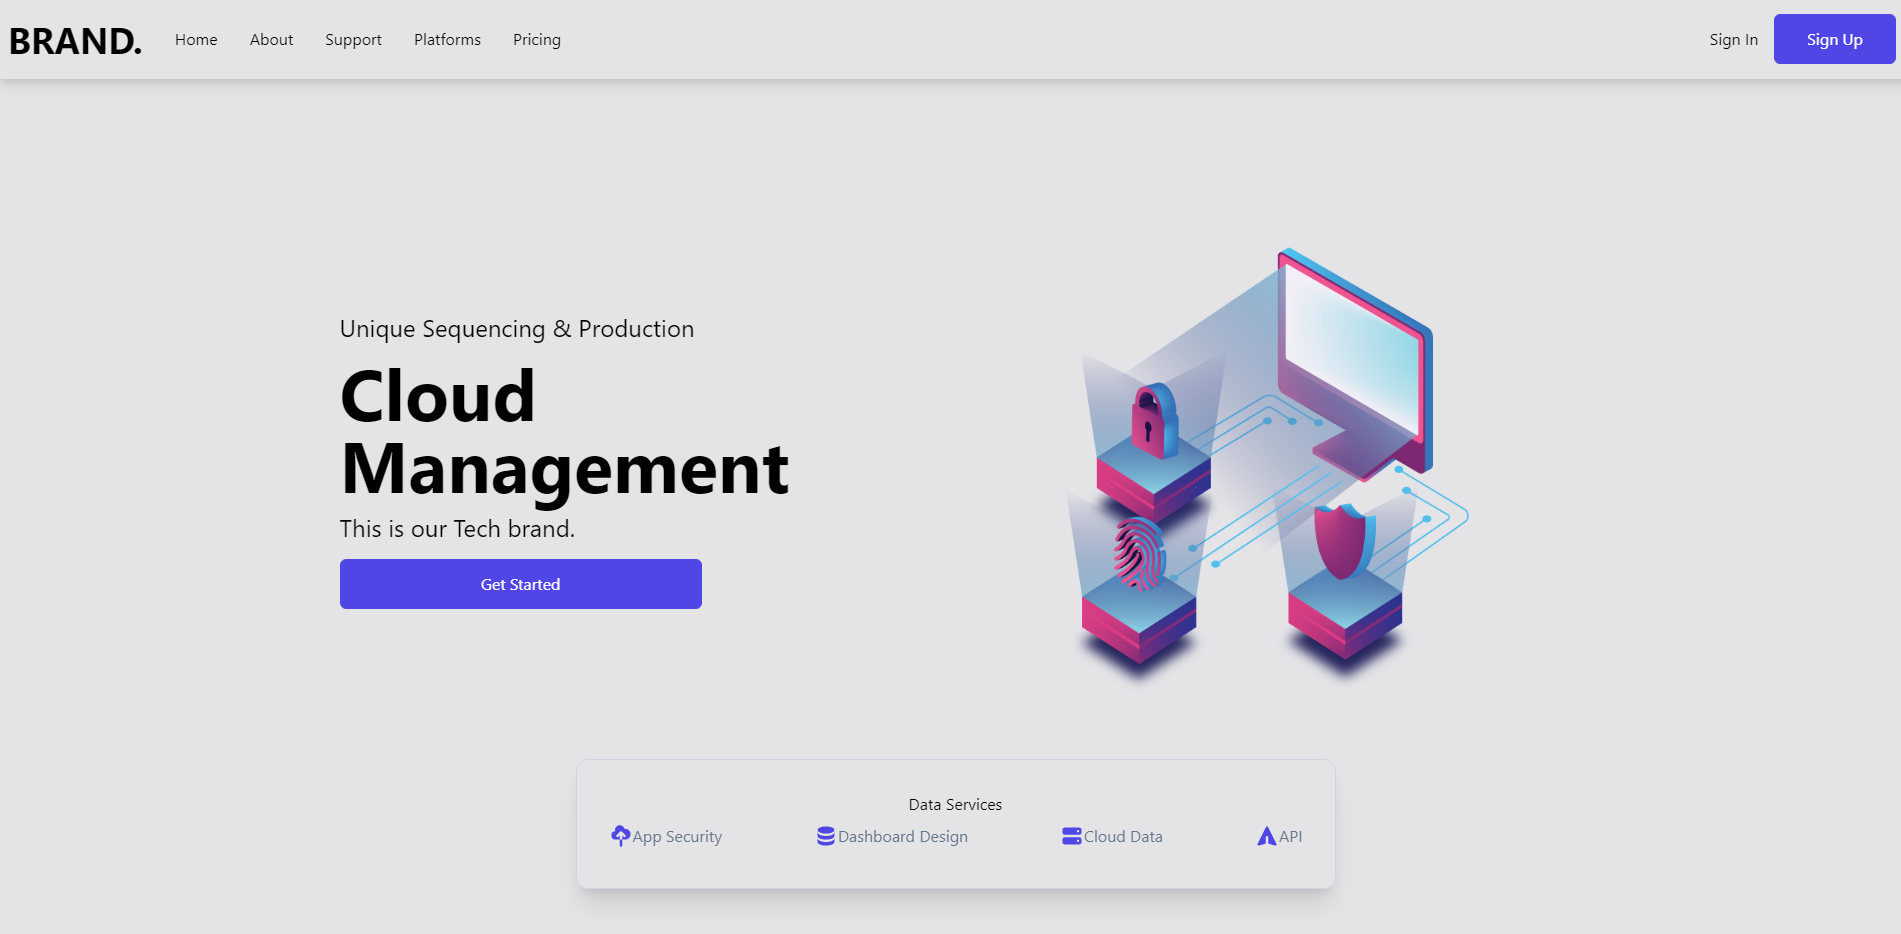 BRAND. Home About Support Platforms Pricing Sign In Sign Up
Unique Sequencing & Production
Cloud
Management
This is our Tech brand.
Get Started
Data Services
App Security Dashboard Design Cloud Data API